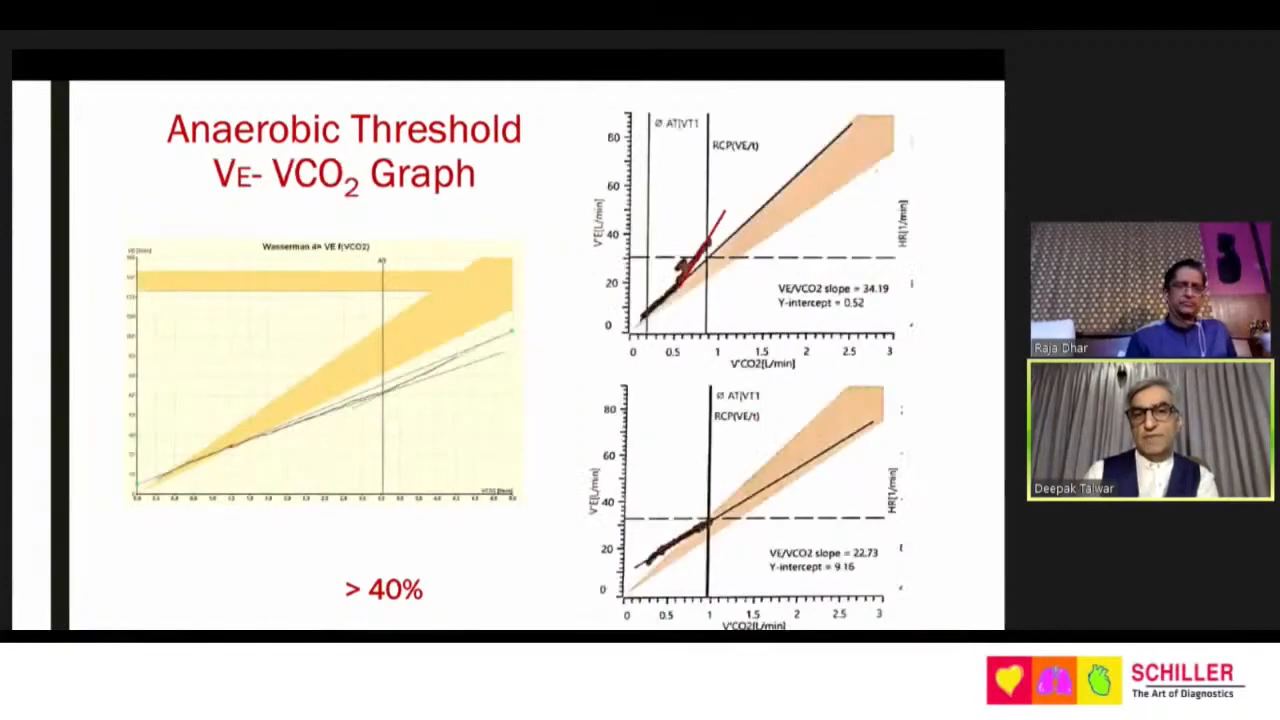 Anaerobic Threshold
VE- VCO2 Graph
Wasserman 4= VE f(VCO2)
> 40%
Ø AT|VT1
RCP(VE/t)
80
60
40
20
0
V'E[L/min]
HR[1/min]
VE/VCO2 slope = 34.19
Y-intercept = 0.52
0 0.5 1 1.5 2 2.5 3
V'CO2[L/min]
Ø AT|VT1
RCP(VE/t)
80
60
40
20
0
V'E[L/min]
HR[1/min]
VE/VCO2 slope = 22.73
Y-intercept = 9.16
0 0.5 1 1.5 2 2.5 3
V'CO2[L/min]
Raja Dhar
Deepak Talwar
SCHILLER
The Art of Diagnostics